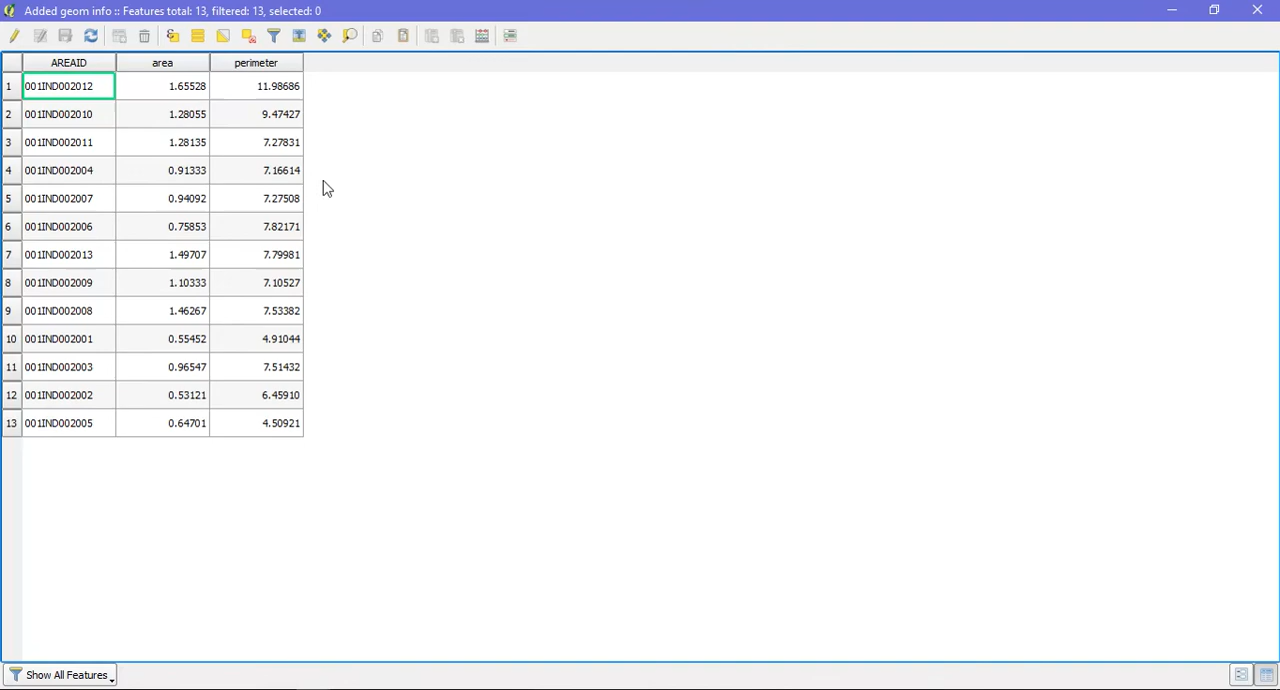 Added geom info :: Features total: 13, filtered: 13, selected: 0
AREAID area perimeter
1 001IND002012 1.65528 11.98686
2 001IND002010 1.28055 9.47427
3 001IND002011 1.28135 7.27831
4 001IND002004 0.91333 7.16614
5 001IND002007 0.94092 7.27508
6 001IND002006 0.75853 7.82171
7 001IND002013 1.49707 7.79981
8 001IND002009 1.10333 7.10527
9 001IND002008 1.46267 7.53382
10 001IND002001 0.55452 4.91044
11 001IND002003 0.96547 7.51432
12 001IND002002 0.53121 6.45910
13 001IND002005 0.64701 4.50921
Show All Features